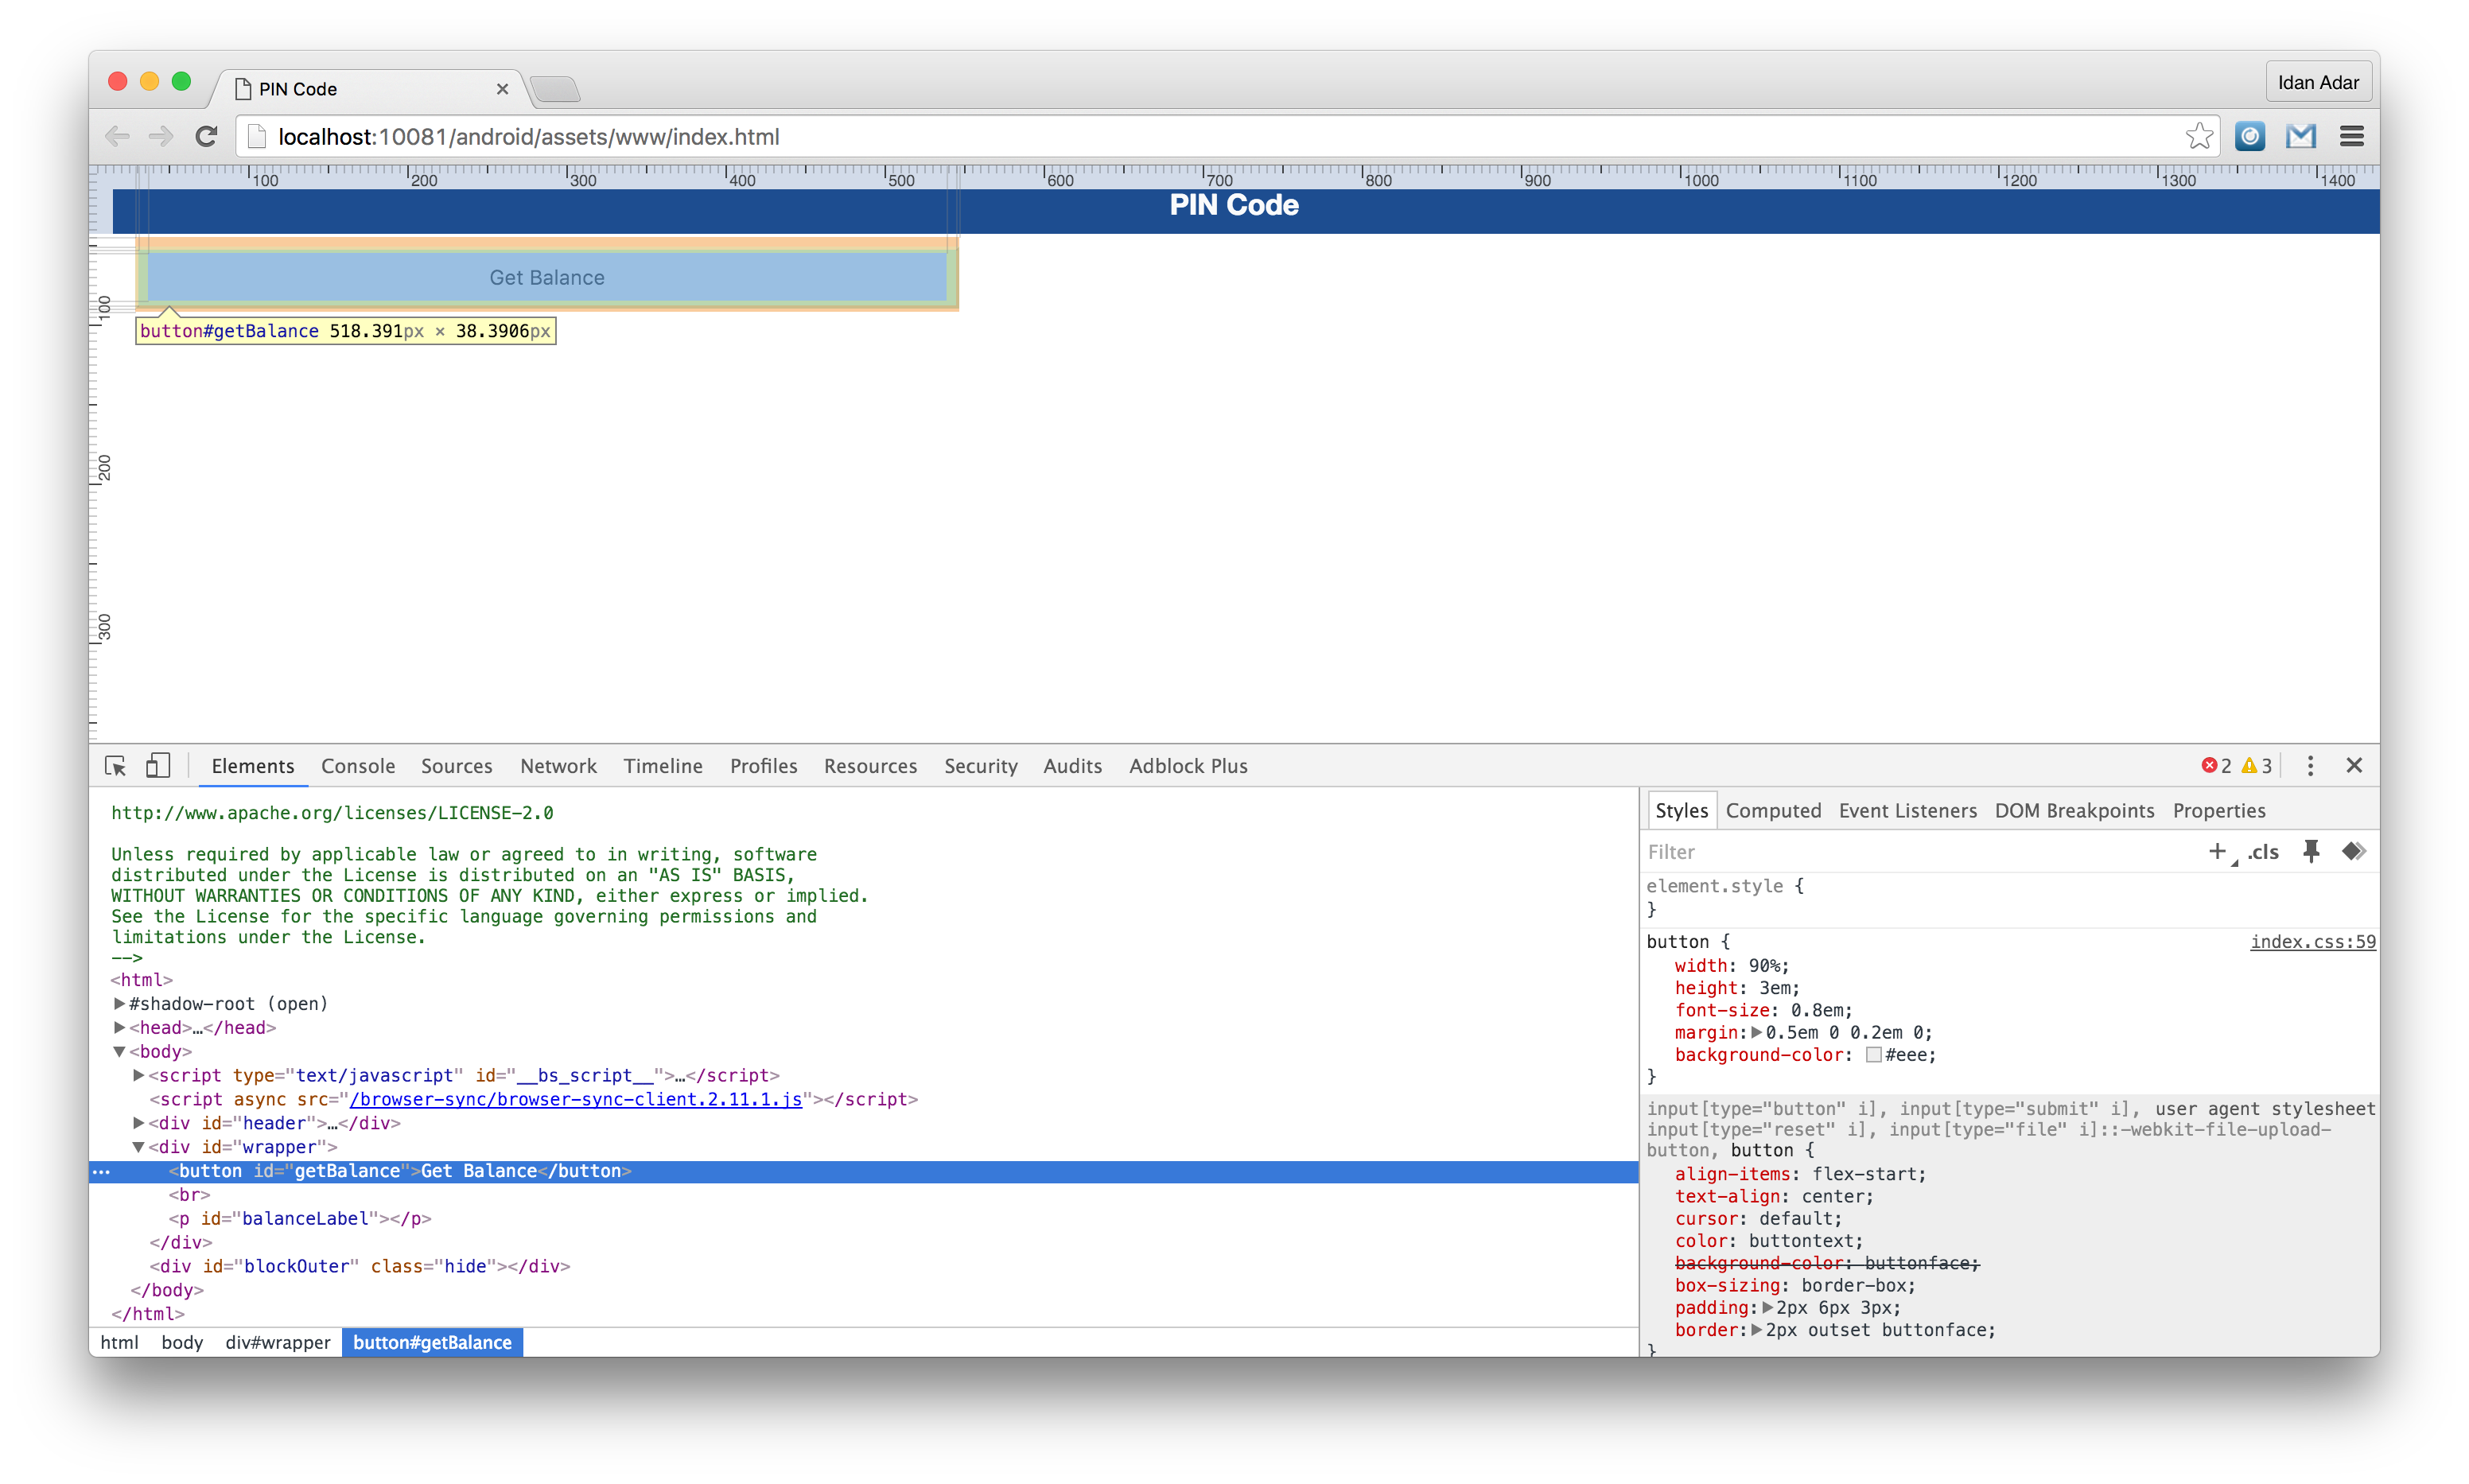 PIN Code
Idan Adar
localhost:10081/android/assets/www/index.html
100 200 300 400 500 600 700 800 900 1000 1100 1200 1300 1400
PIN Code
Get Balance
button#getBalance 518.391px × 38.3906px
100
200
300
Elements Console Sources Network Timeline Profiles Resources Security Audits Adblock Plus 2 3
http://www.apache.org/licenses/LICENSE-2.0
Unless required by applicable law or agreed to in writing, software
distributed under the License is distributed on an "AS IS" BASIS,
WITHOUT WARRANTIES OR CONDITIONS OF ANY KIND, either express or implied.
See the License for the specific language governing permissions and
limitations under the License.
-->
<html>
#shadow-root (open)
<head>…</head>
<body>
<script type="text/javascript" id="__bs_script__">…</script>
<script async src="/browser-sync/browser-sync-client.2.11.1.js"></script>
<div id="header">…</div>
<div id="wrapper">
… <button id="getBalance">Get Balance</button>
<br>
<p id="balanceLabel"></p>
</div>
<div id="blockOuter" class="hide"></div>
</body>
</html>
html body div#wrapper button#getBalance
Styles Computed Event Listeners DOM Breakpoints Properties
Filter + .cls
element.style {
}
button { index.css:59
width: 90%;
height: 3em;
font-size: 0.8em;
margin: 0.5em 0 0.2em 0;
background-color: #eee;
}
input[type="button" i], input[type="submit" i], user agent stylesheet
input[type="reset" i], input[type="file" i]::-webkit-file-upload-
button, button {
align-items: flex-start;
text-align: center;
cursor: default;
color: buttontext;
background-color: buttonface;
box-sizing: border-box;
padding: 2px 6px 3px;
border: 2px outset buttonface;
}